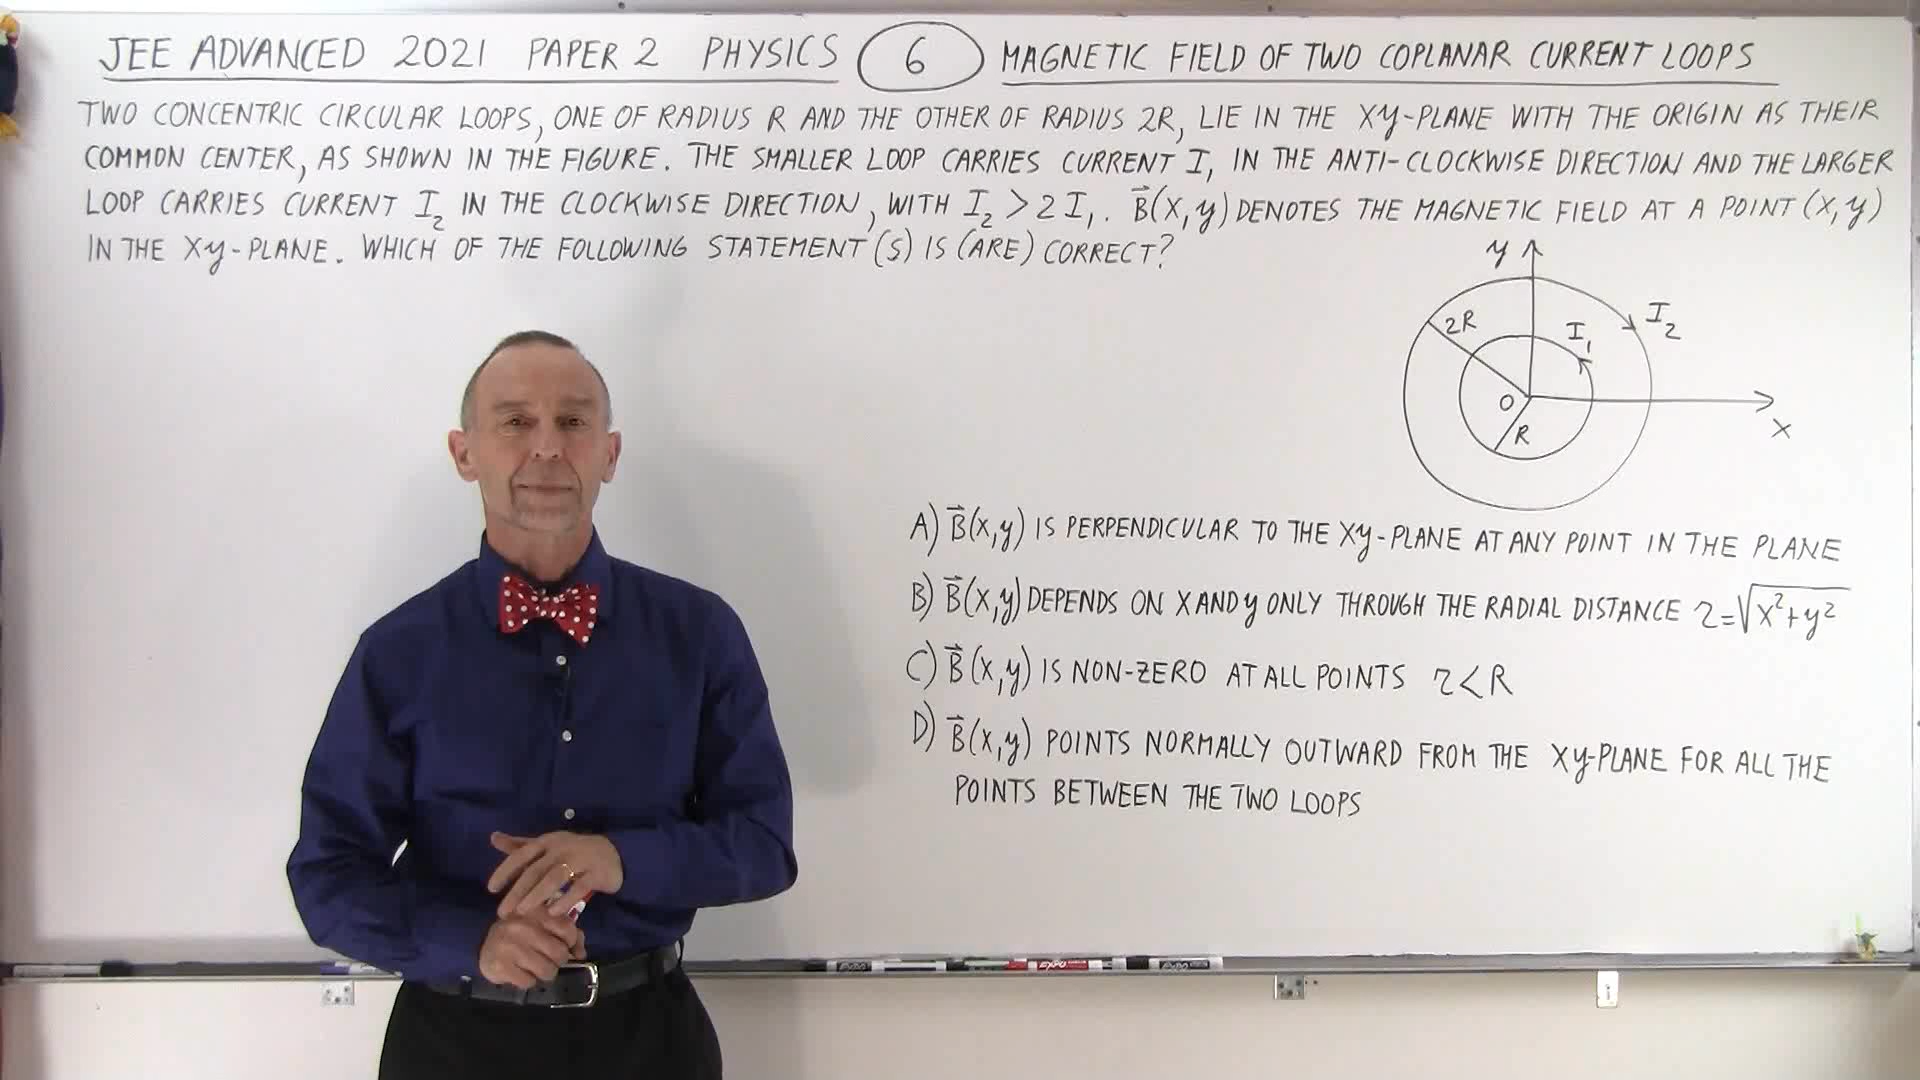 JEE ADVANCED 2021 PAPER 2 PHYSICS 6 MAGNETIC FIELD OF TWO COPLANAR CURRENT LOOPS
TWO CONCENTRIC CIRCULAR LOOPS, ONE OF RADIUS R AND THE OTHER OF RADIUS 2R, LIE IN THE XY-PLANE WITH THE ORIGIN AS THEIR
COMMON CENTER, AS SHOWN IN THE FIGURE. THE SMALLER LOOP CARRIES CURRENT I₁ IN THE ANTI-CLOCKWISE DIRECTION AND THE LARGER
LOOP CARRIES CURRENT I₂ IN THE CLOCKWISE DIRECTION, WITH I₂ > 2I₁. B⃗(X,y) DENOTES THE MAGNETIC FIELD AT A POINT (X,y)
IN THE XY-PLANE. WHICH OF THE FOLLOWING STATEMENT(S) IS (ARE) CORRECT?
y
2R
I₁
I₂
O
R
X
A) B⃗(X,y) IS PERPENDICULAR TO THE XY-PLANE AT ANY POINT IN THE PLANE
B) B⃗(X,y) DEPENDS ON X AND y ONLY THROUGH THE RADIAL DISTANCE r=√x²+y²
C) B⃗(X,y) IS NON-ZERO AT ALL POINTS r<R
D) B⃗(X,y) POINTS NORMALLY OUTWARD FROM THE XY-PLANE FOR ALL THE
POINTS BETWEEN THE TWO LOOPS
EXPO